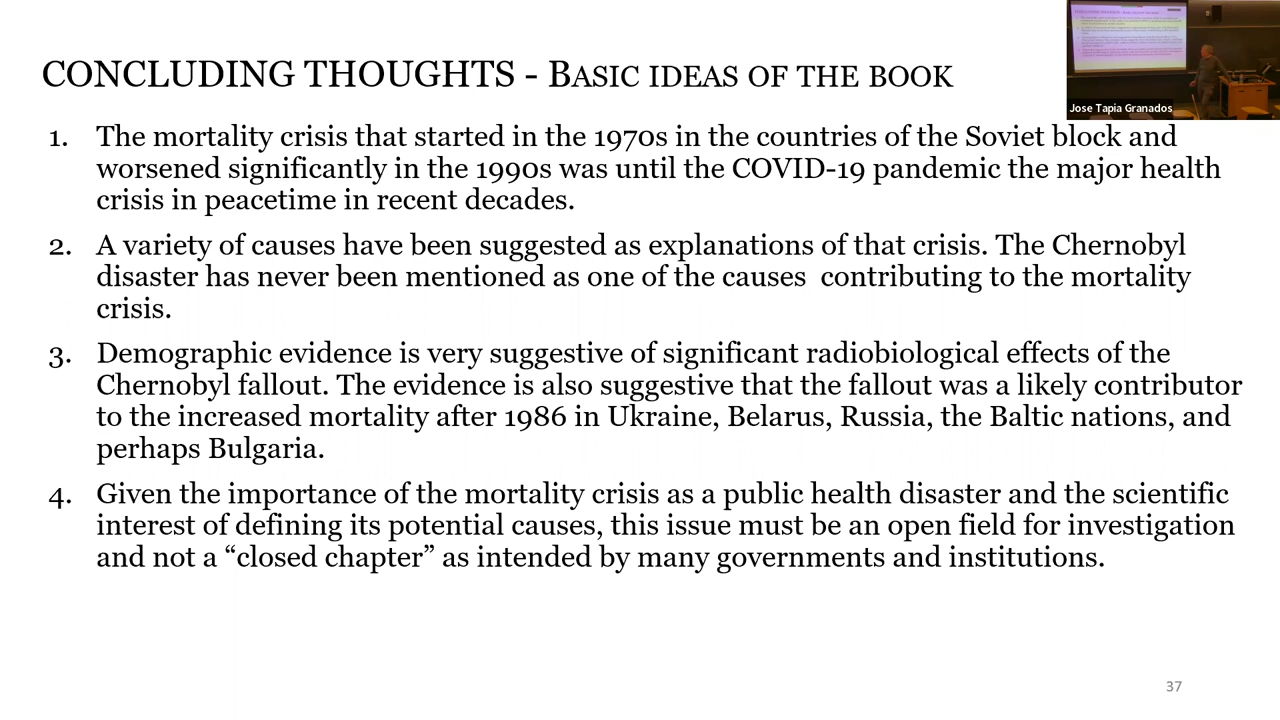 CONCLUDING THOUGHTS - BASIC IDEAS OF THE BOOK
Jose Tapia Granados
1. The mortality crisis that started in the 1970s in the countries of the Soviet block and
worsened significantly in the 1990s was until the COVID-19 pandemic the major health
crisis in peacetime in recent decades.
2. A variety of causes have been suggested as explanations of that crisis. The Chernobyl
disaster has never been mentioned as one of the causes contributing to the mortality
crisis.
3. Demographic evidence is very suggestive of significant radiobiological effects of the
Chernobyl fallout. The evidence is also suggestive that the fallout was a likely contributor
to the increased mortality after 1986 in Ukraine, Belarus, Russia, the Baltic nations, and
perhaps Bulgaria.
4. Given the importance of the mortality crisis as a public health disaster and the scientific
interest of defining its potential causes, this issue must be an open field for investigation
and not a “closed chapter” as intended by many governments and institutions.
37